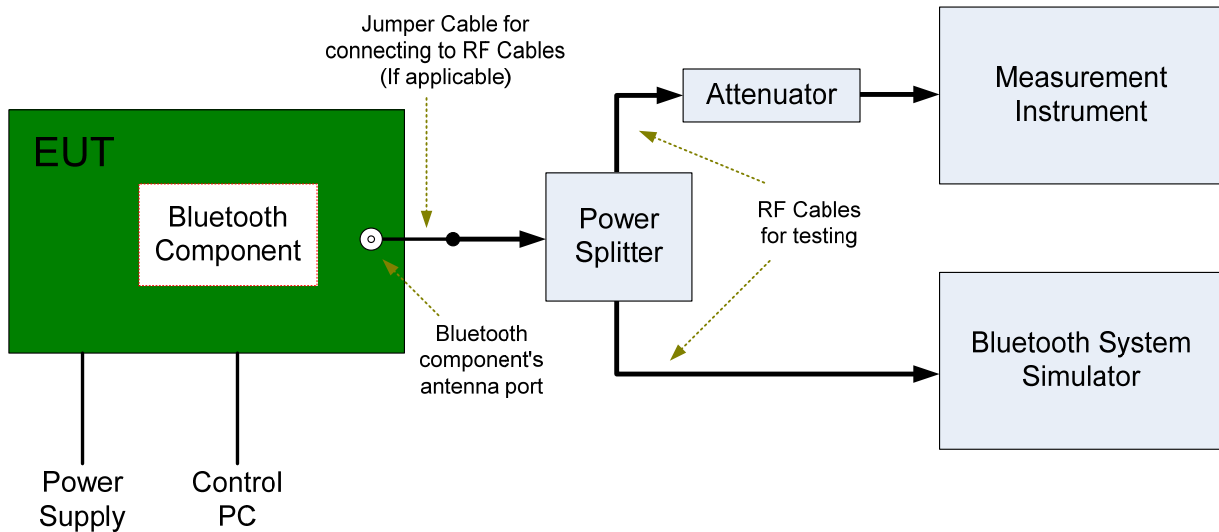 Jumper Cable for
connecting to RF Cables
(If applicable)
EUT
Bluetooth
Component
Bluetooth
component's
antenna port
Power
Supply
Control
PC
Power
Splitter
Attenuator
RF Cables
for testing
Measurement
Instrument
Bluetooth System
Simulator